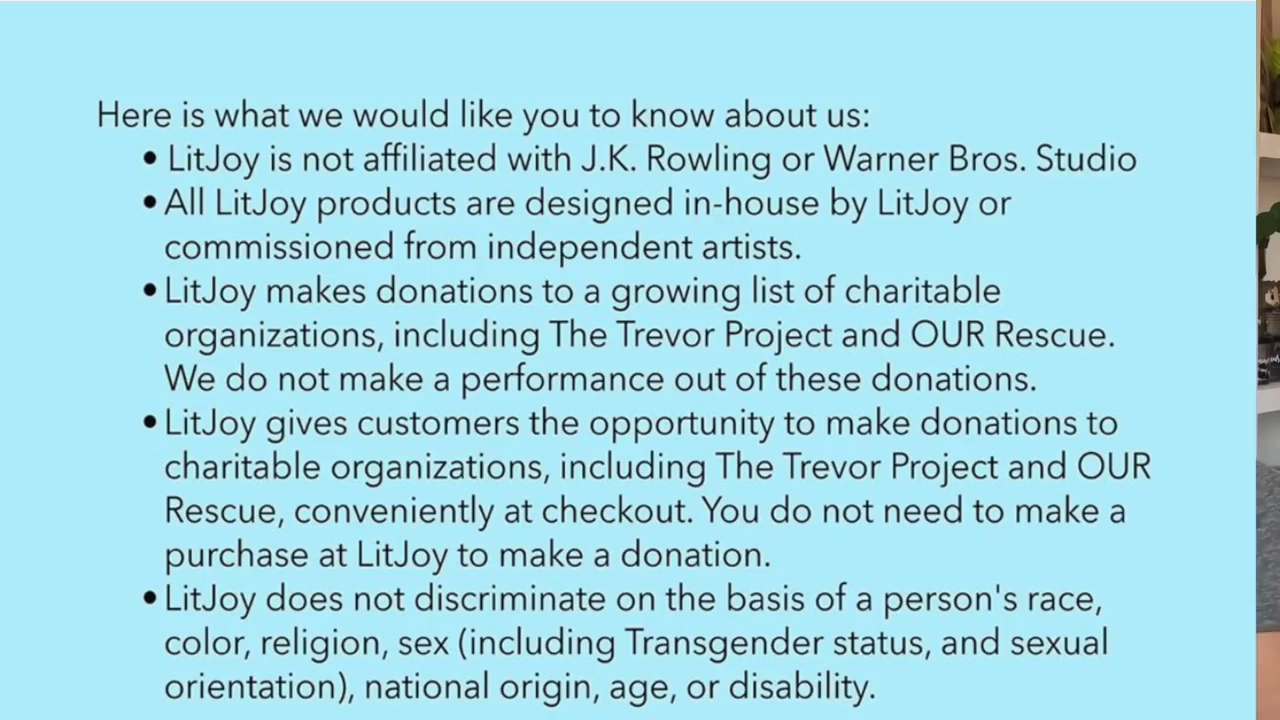 Here is what we would like you to know about us:
• LitJoy is not affiliated with J.K. Rowling or Warner Bros. Studio
• All LitJoy products are designed in-house by LitJoy or
commissioned from independent artists.
• LitJoy makes donations to a growing list of charitable
organizations, including The Trevor Project and OUR Rescue.
We do not make a performance out of these donations.
• LitJoy gives customers the opportunity to make donations to
charitable organizations, including The Trevor Project and OUR
Rescue, conveniently at checkout. You do not need to make a
purchase at LitJoy to make a donation.
• LitJoy does not discriminate on the basis of a person's race,
color, religion, sex (including Transgender status, and sexual
orientation), national origin, age, or disability.